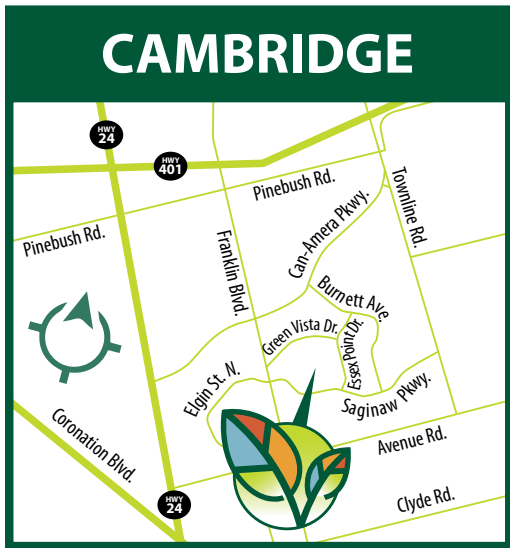 CAMBRIDGE
HWY
24
HWY
401
Pinebush Rd.
Pinebush Rd.
Townline Rd.
Can-Amera Pkwy.
Franklin Blvd.
Burnett Ave.
Green Vista Dr.
Essex Point Dr.
Elgin St. N.
Saginaw Pkwy.
Coronation Blvd.
Avenue Rd.
HWY
24
Clyde Rd.